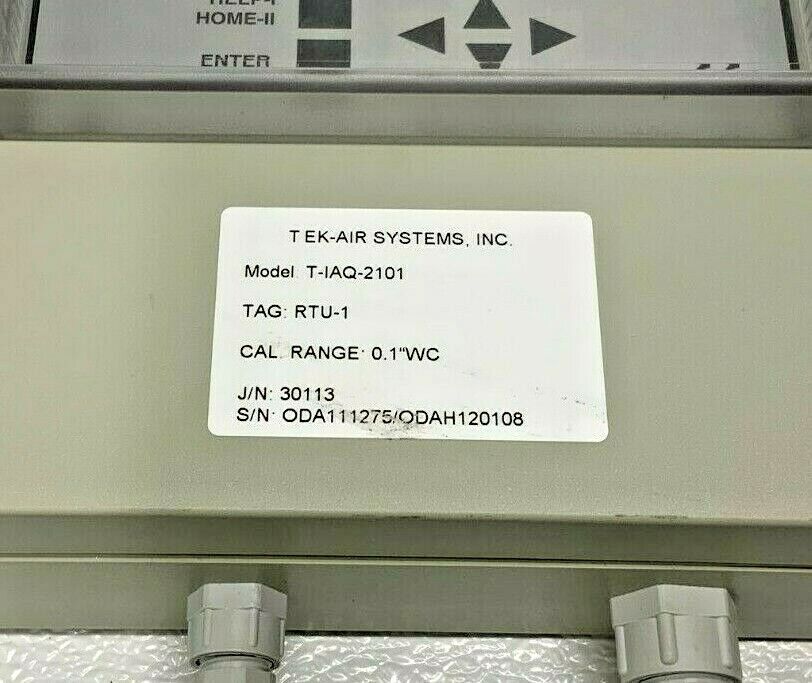 HELP-I
HOME-II
ENTER
TEK-AIR SYSTEMS, INC.
Model: T-IAQ-2101
TAG: RTU-1
CAL. RANGE: 0.1"WC
J/N: 30113
S/N: ODA111275/ODAH120108